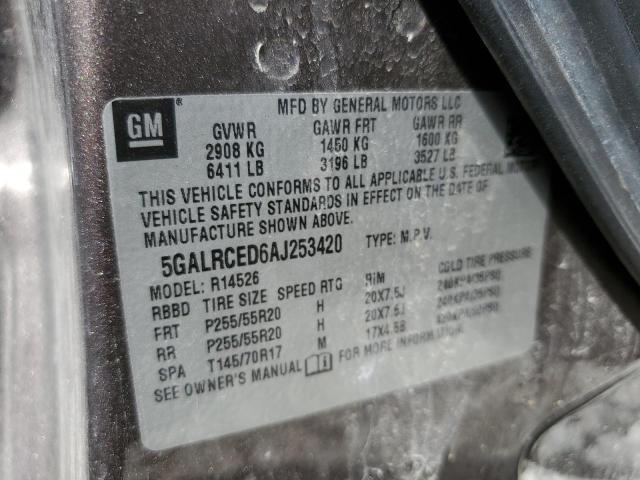 GM
MFD BY GENERAL MOTORS LLC
GVWR GAWR FRT GAWR RR
2908 KG 1450 KG 1600 KG
6411 LB 3196 LB 3527 LB
THIS VEHICLE CONFORMS TO ALL APPLICABLE U.S. FEDERAL
VEHICLE SAFETY STANDARDS IN EFFECT ON THE DATE OF
MANUFACTURE SHOWN ABOVE.
5GALRCED6AJ253420 TYPE: M.P.V.
MODEL: R14526
RBBD TIRE SIZE SPEED RTG RIM COLD TIRE PRESSURE
FRT P255/55R20 H 20X7.5J
RR P255/55R20 H 20X7.5J
SPA T145/70R17 M 17X4.5B
SEE OWNER'S MANUAL FOR MORE INFORMATION.